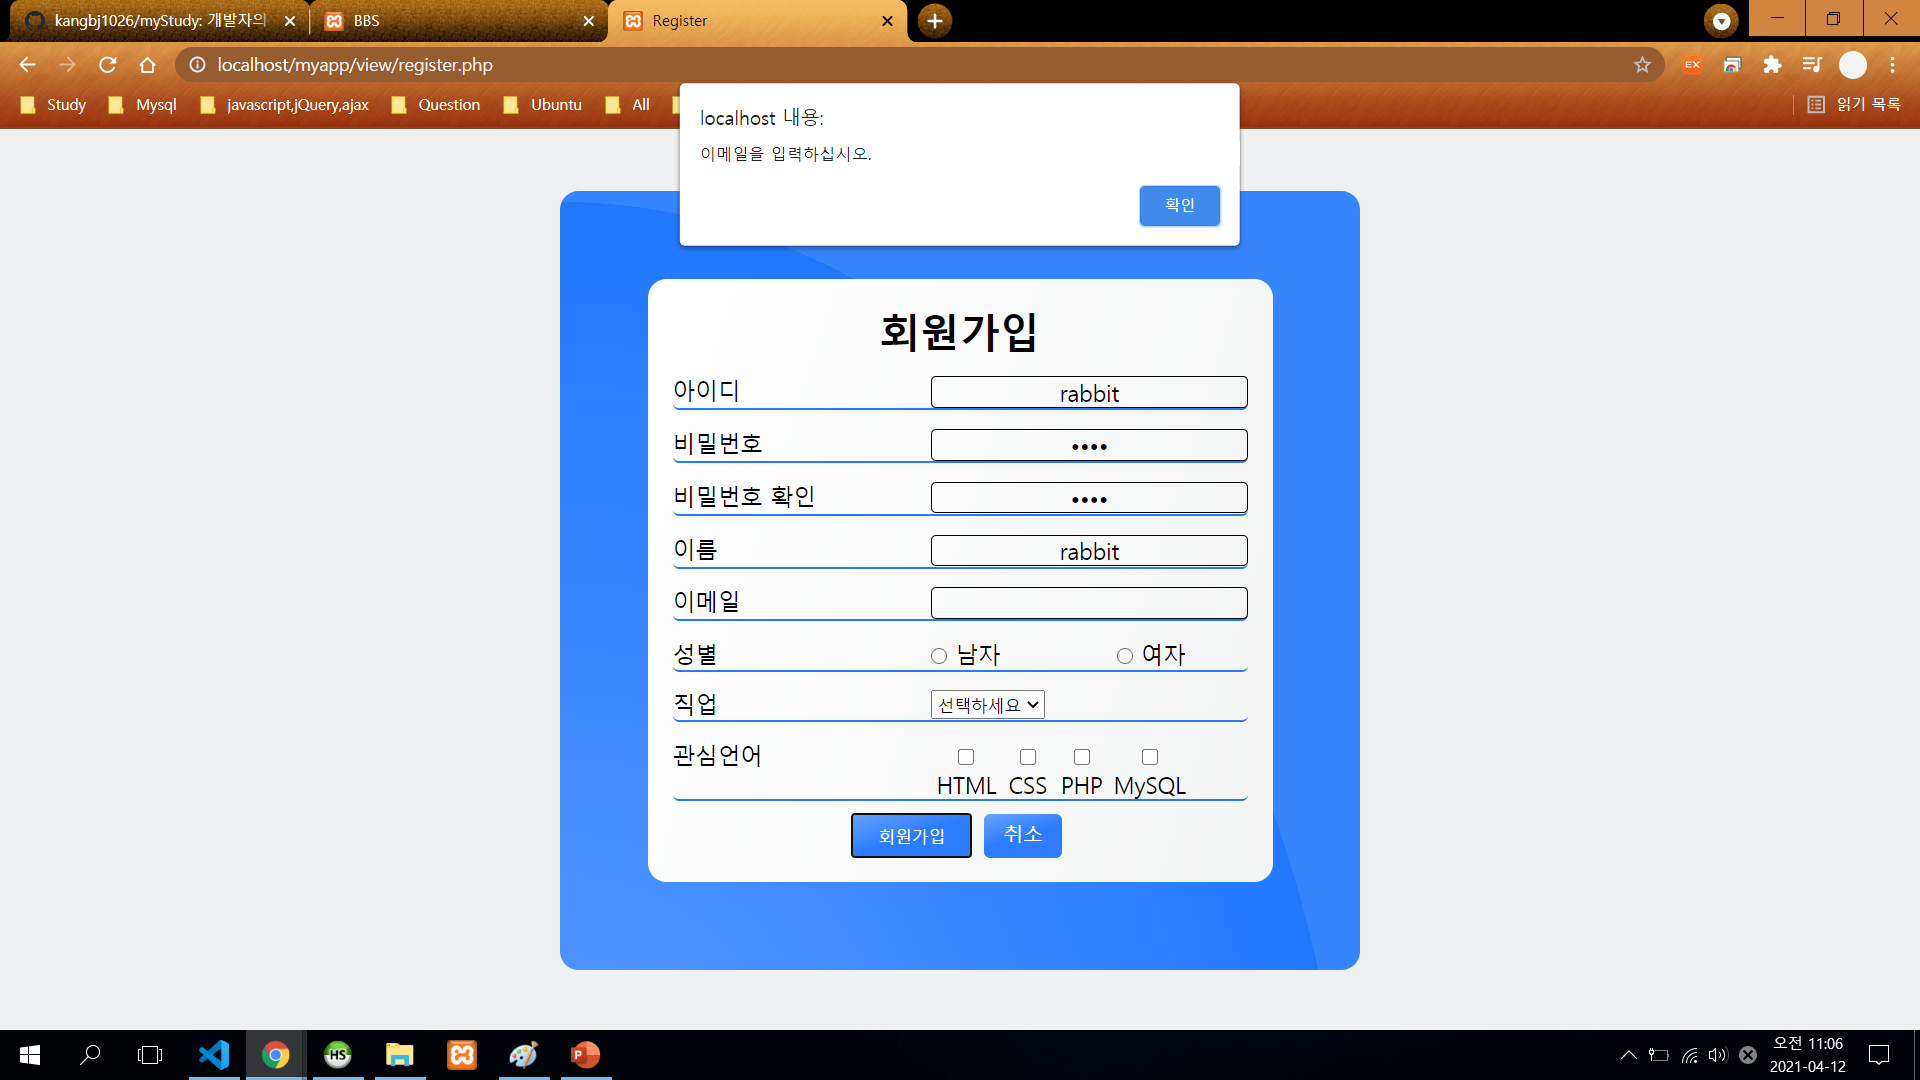 kangbj1026/myStudy: 개발자의
BBS
Register
localhost/myapp/view/register.php
EX
Study
Mysql
javascript,jQuery,ajax
Question
Ubuntu
All
읽기 목록
localhost 내용:
이메일을 입력하십시오.
확인
회원가입
아이디 rabbit
비밀번호 ••••
비밀번호 확인 ••••
이름 rabbit
이메일
성별 남자 여자
직업 선택하세요
관심언어
HTML CSS PHP MySQL
회원가입 취소
HS
P
오전 11:06
2021-04-12